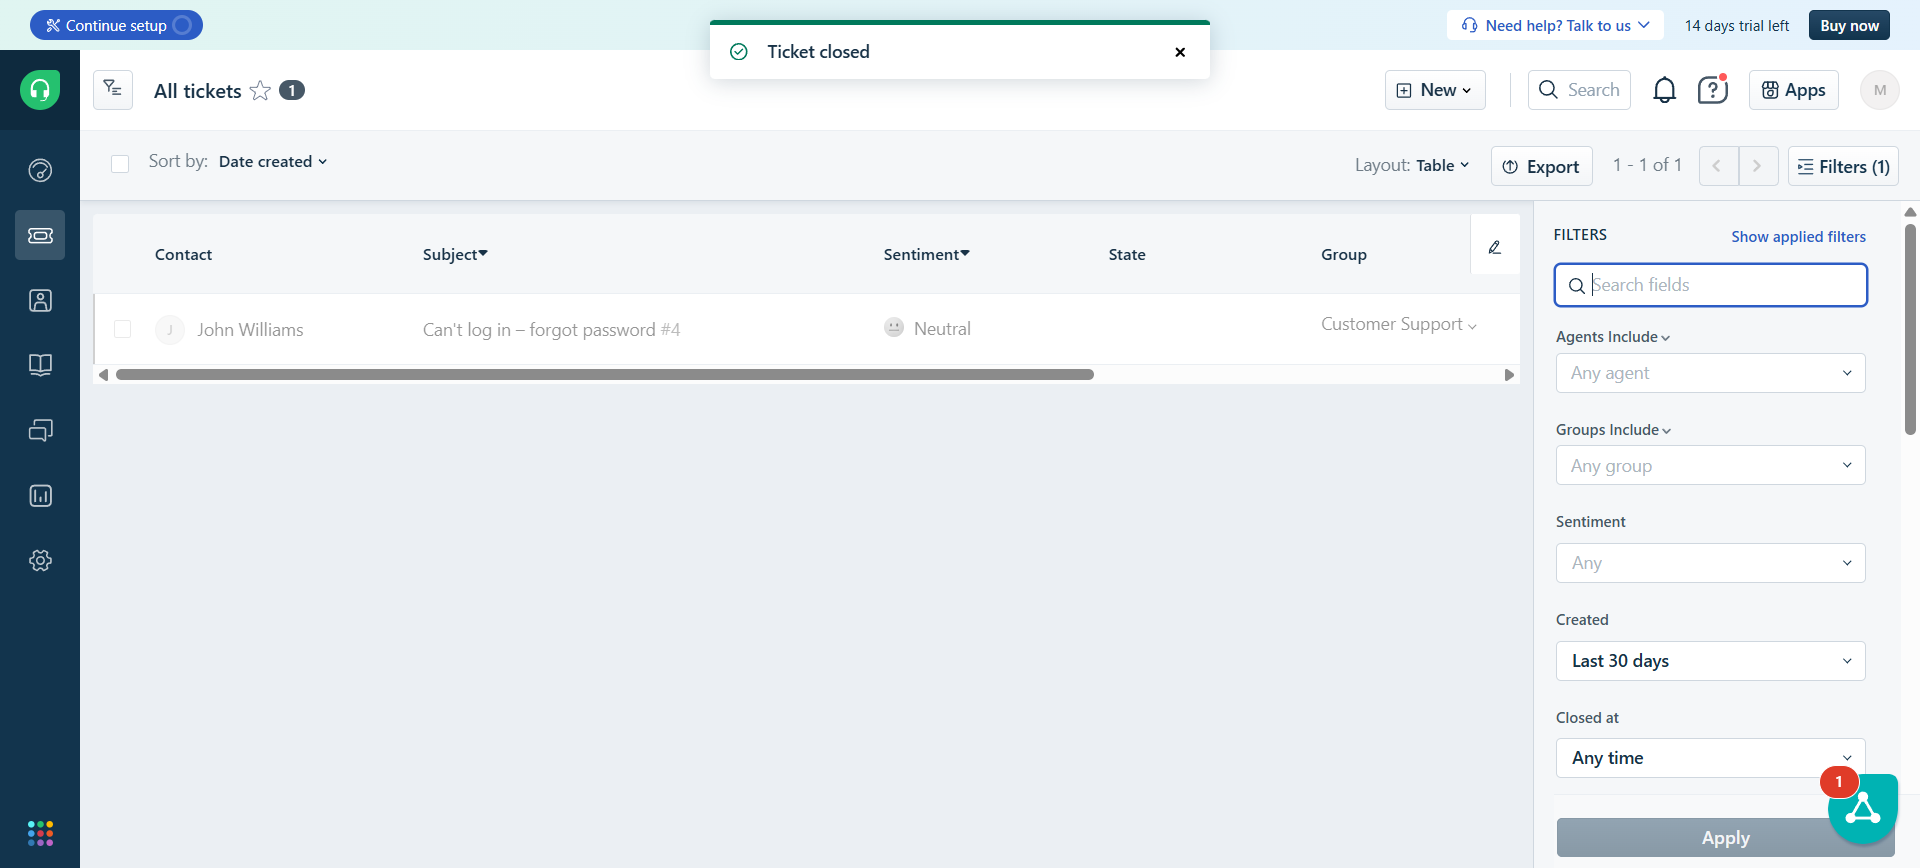 Continue setup
Ticket closed
Need help? Talk to us
14 days trial left
Buy now
All tickets
1
New
Search
Apps
M
Sort by: Date created
Layout: Table
Export
1 - 1 of 1
Filters (1)
Contact
Subject
Sentiment
State
Group
J
John Williams
Can't log in – forgot password #4
Neutral
Customer Support
FILTERS
Show applied filters
Search fields
Agents Include
Any agent
Groups Include
Any group
Sentiment
Any
Created
Last 30 days
Closed at
Any time
1
Apply